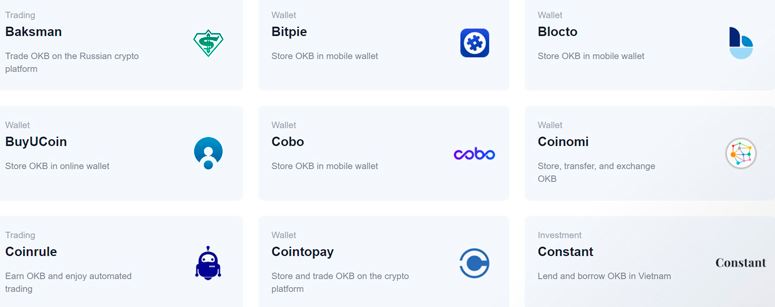 Trading
Baksman
Trade OKB on the Russian crypto
platform
Wallet
Bitpie
Store OKB in mobile wallet
Wallet
Blocto
Store OKB in mobile wallet
Wallet
BuyUCoin
Store OKB in online wallet
Wallet
Cobo
Store OKB in mobile wallet
cobo
Wallet
Coinomi
Store, transfer, and exchange
OKB
Trading
Coinrule
Earn OKB and enjoy automated
trading
Wallet
Cointopay
Store and trade OKB on the crypto
platform
Investment
Constant
Lend and borrow OKB in Vietnam
Constant